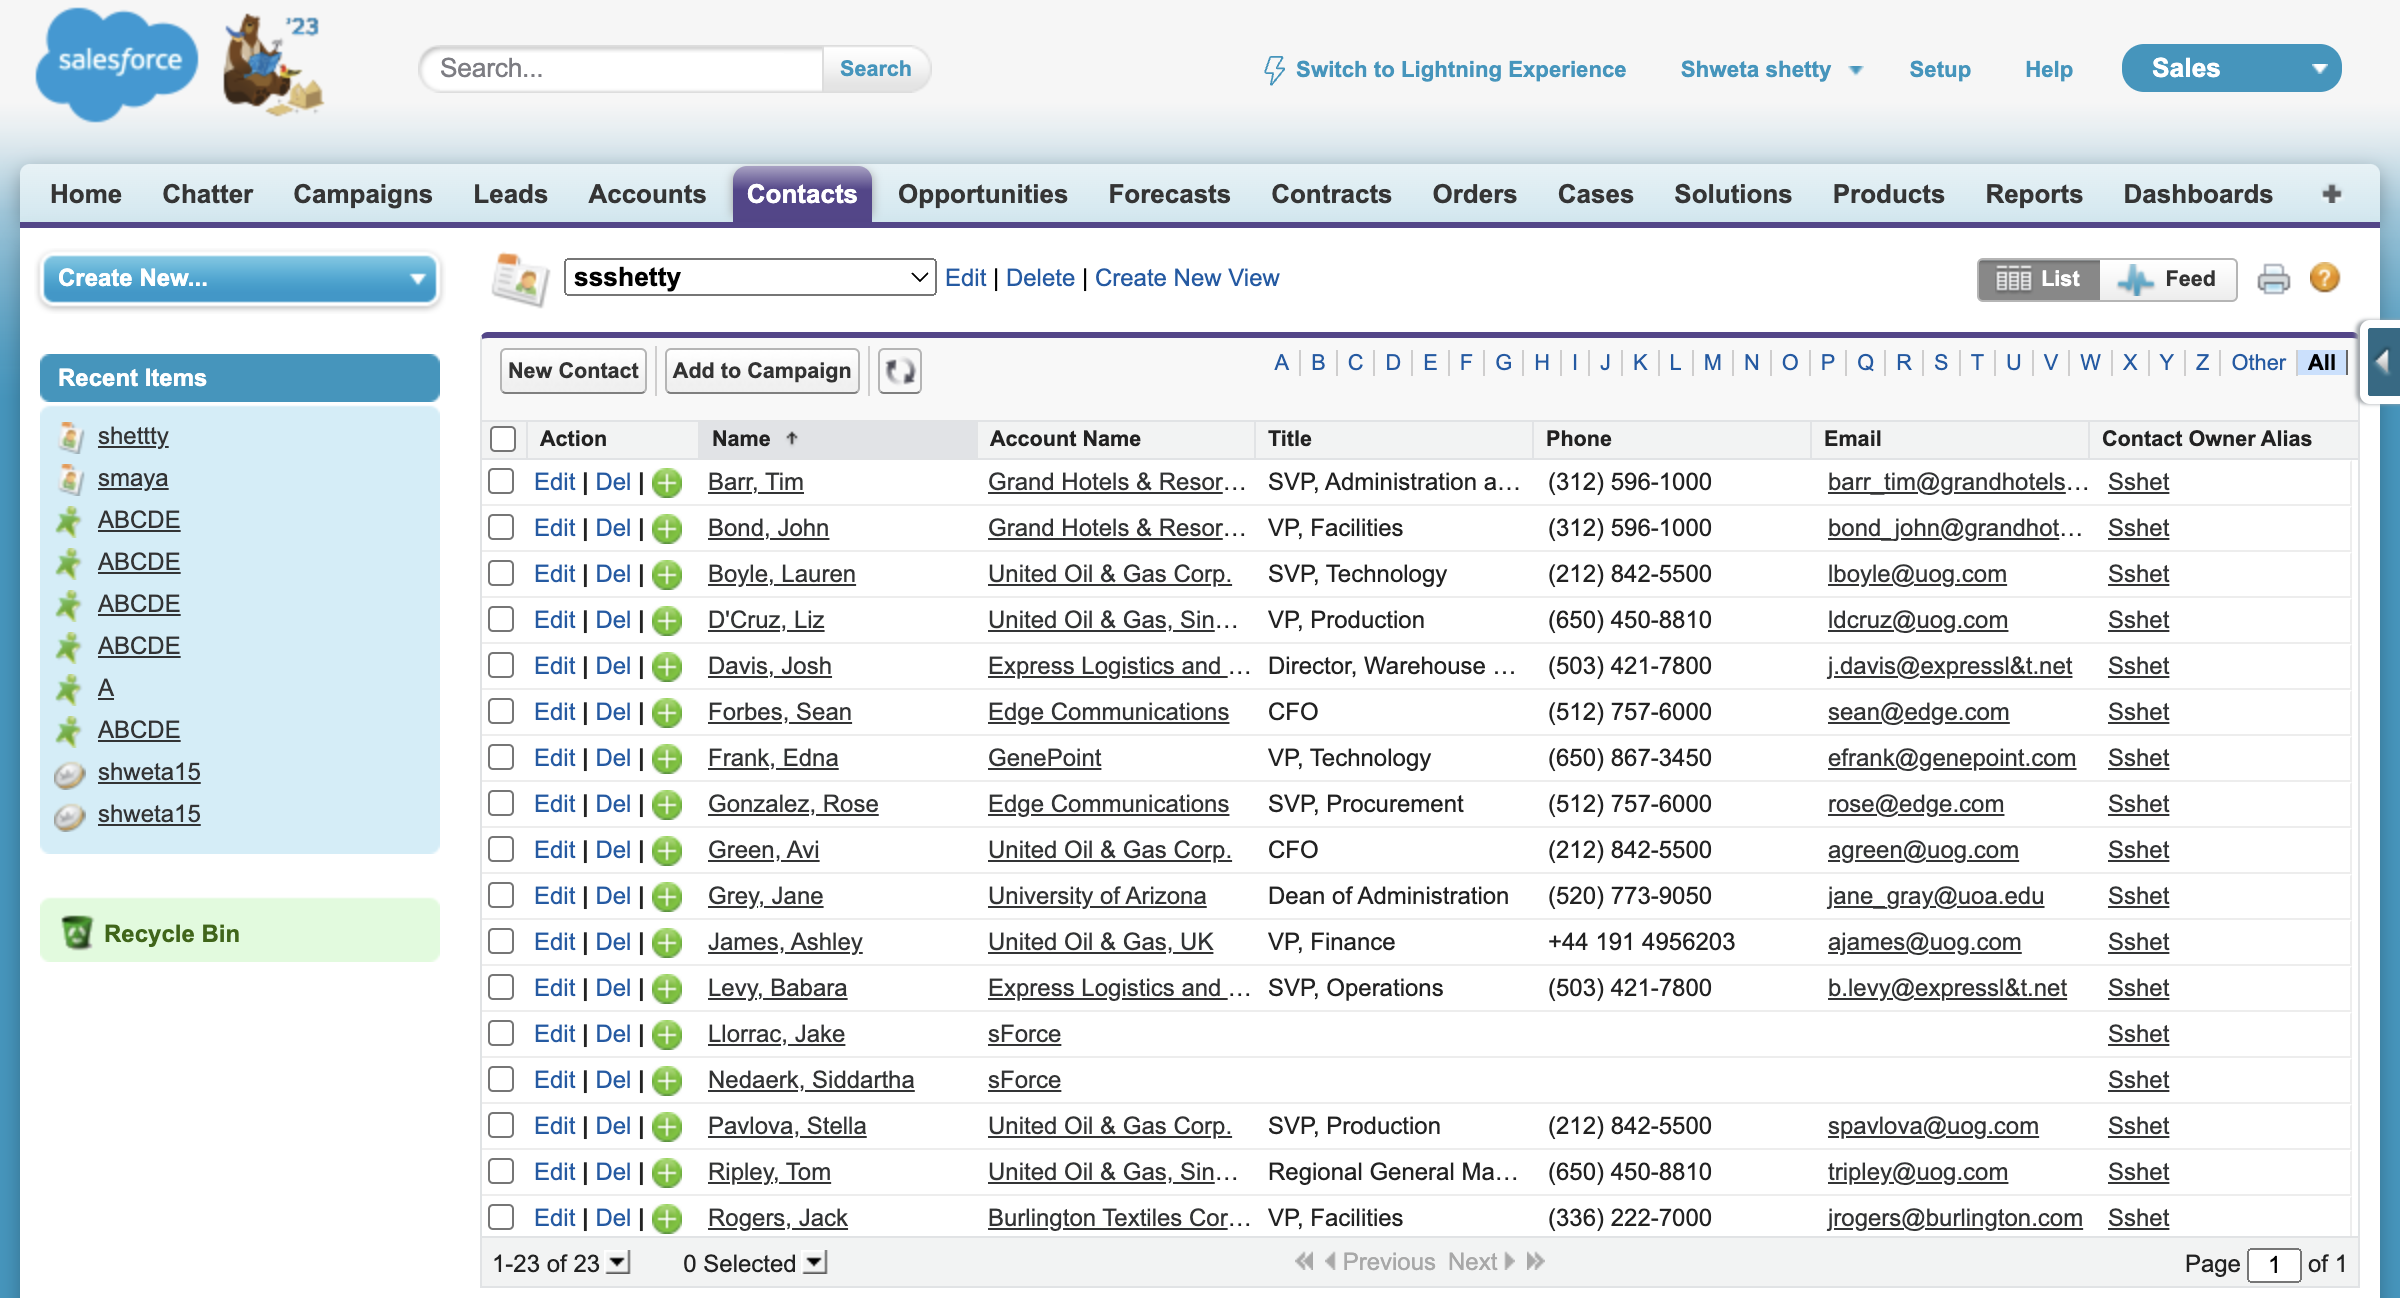 salesforce
'23
Search...
Search
Switch to Lightning Experience
Shweta shetty
Setup
Help
Sales
Home Chatter Campaigns Leads Accounts Contacts Opportunities Forecasts Contracts Orders Cases Solutions Products Reports Dashboards
Create New...
Recent Items
shettty
smaya
ABCDE
ABCDE
ABCDE
ABCDE
A
ABCDE
shweta15
shweta15
Recycle Bin
ssshetty Edit | Delete | Create New View
List Feed
New Contact Add to Campaign
A | B | C | D | E | F | G | H | I | J | K | L | M | N | O | P | Q | R | S | T | U | V | W | X | Y | Z | Other | All
Action Name Account Name Title Phone Email Contact Owner Alias
Edit | Del | Barr, Tim Grand Hotels & Resor... SVP, Administration a... (312) 596-1000 barr_tim@grandhotels... Sshet
Edit | Del | Bond, John Grand Hotels & Resor... VP, Facilities (312) 596-1000 bond_john@grandhot... Sshet
Edit | Del | Boyle, Lauren United Oil & Gas Corp. SVP, Technology (212) 842-5500 lboyle@uog.com Sshet
Edit | Del | D'Cruz, Liz United Oil & Gas, Sin... VP, Production (650) 450-8810 ldcruz@uog.com Sshet
Edit | Del | Davis, Josh Express Logistics and ... Director, Warehouse ... (503) 421-7800 j.davis@expressl&t.net Sshet
Edit | Del | Forbes, Sean Edge Communications CFO (512) 757-6000 sean@edge.com Sshet
Edit | Del | Frank, Edna GenePoint VP, Technology (650) 867-3450 efrank@genepoint.com Sshet
Edit | Del | Gonzalez, Rose Edge Communications SVP, Procurement (512) 757-6000 rose@edge.com Sshet
Edit | Del | Green, Avi United Oil & Gas Corp. CFO (212) 842-5500 agreen@uog.com Sshet
Edit | Del | Grey, Jane University of Arizona Dean of Administration (520) 773-9050 jane_gray@uoa.edu Sshet
Edit | Del | James, Ashley United Oil & Gas, UK VP, Finance +44 191 4956203 ajames@uog.com Sshet
Edit | Del | Levy, Babara Express Logistics and ... SVP, Operations (503) 421-7800 b.levy@expressl&t.net Sshet
Edit | Del | Llorrac, Jake sForce Sshet
Edit | Del | Nedaerk, Siddartha sForce Sshet
Edit | Del | Pavlova, Stella United Oil & Gas Corp. SVP, Production (212) 842-5500 spavlova@uog.com Sshet
Edit | Del | Ripley, Tom United Oil & Gas, Sin... Regional General Ma... (650) 450-8810 tripley@uog.com Sshet
Edit | Del | Rogers, Jack Burlington Textiles Cor... VP, Facilities (336) 222-7000 jrogers@burlington.com Sshet
1-23 of 23 0 Selected Previous Next Page 1 of 1